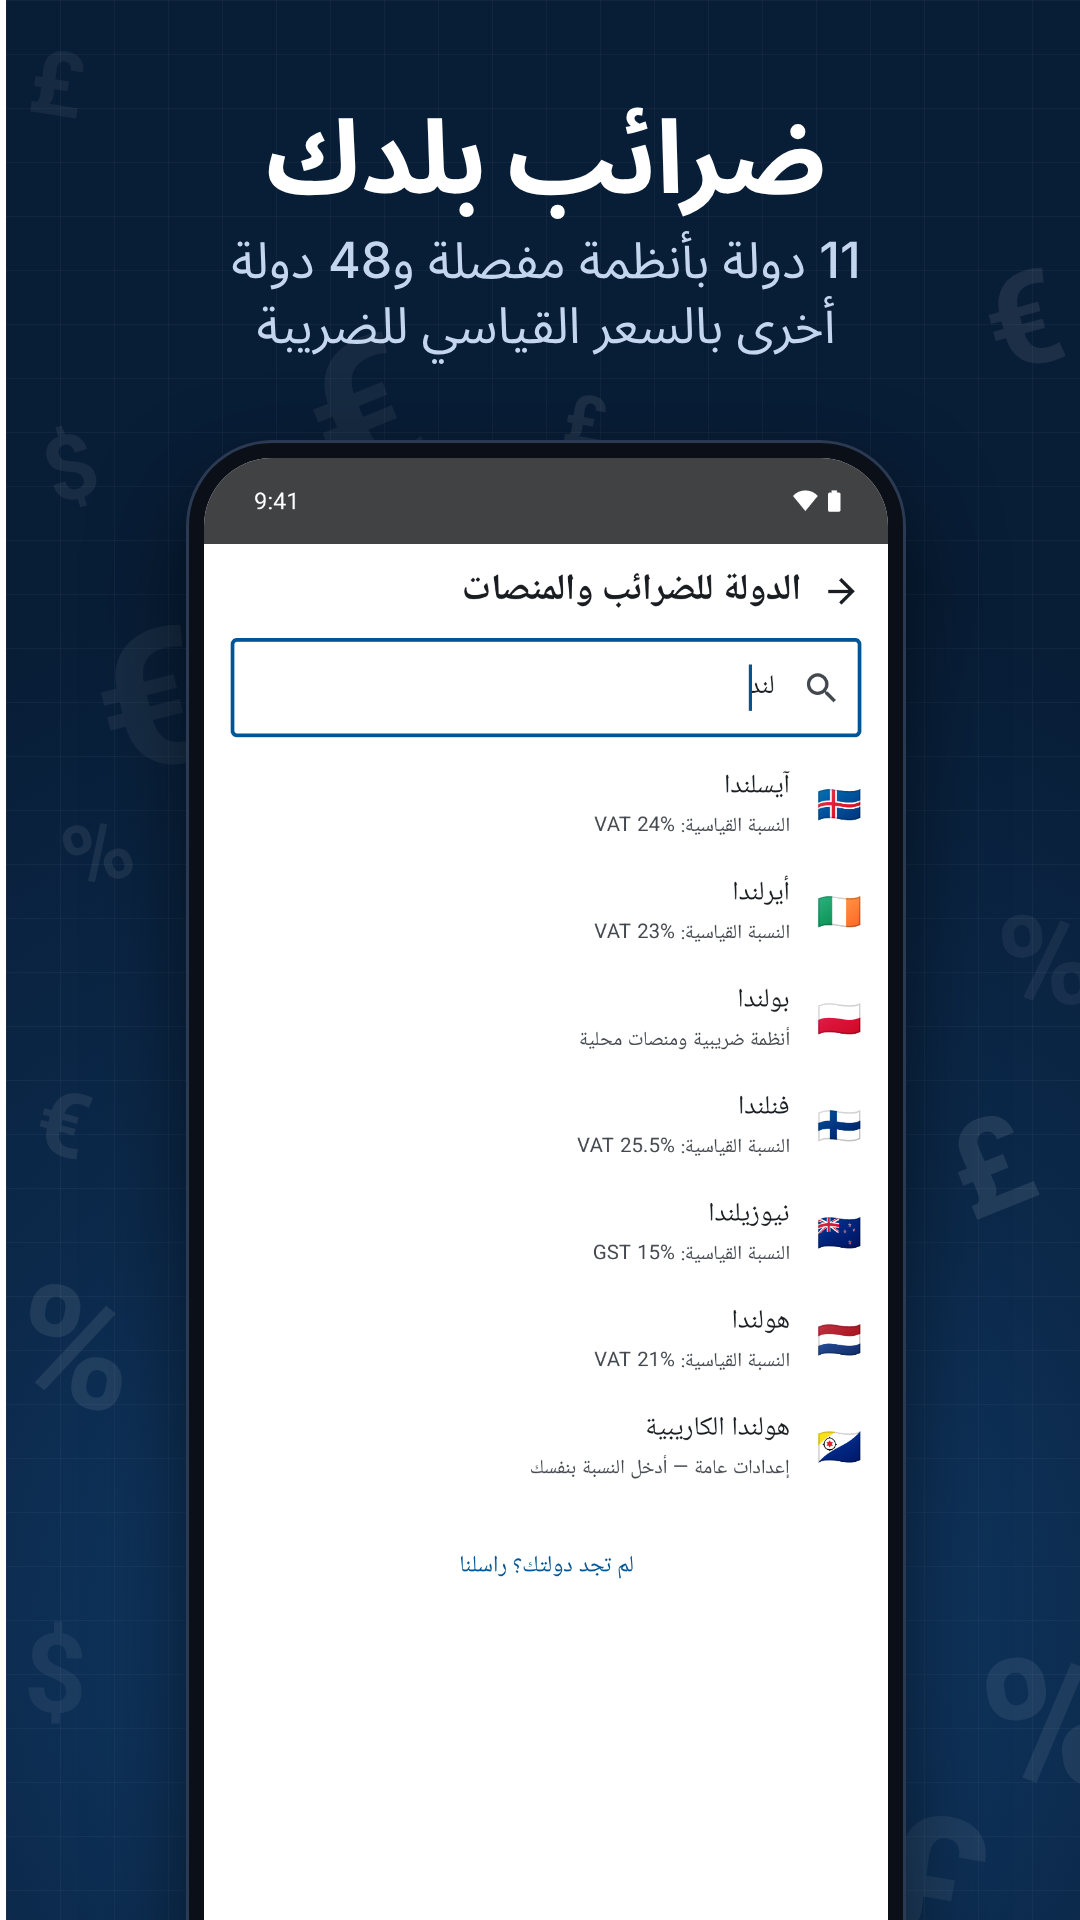 ضرائب بلدك
11 دولة بأنظمة مفصلة و48 دولة
أخرى بالسعر القياسي للضريبة
9:41
الدولة للضرائب والمنصات
لند
آيسلندا
النسبة القياسية: VAT 24%
أيرلندا
النسبة القياسية: VAT 23%
بولندا
أنظمة ضريبية ومنصات محلية
فنلندا
النسبة القياسية: VAT 25.5%
نيوزيلندا
النسبة القياسية: GST 15%
هولندا
النسبة القياسية: VAT 21%
هولندا الكاريبية
إعدادات عامة — أدخل النسبة بنفسك
لم تجد دولتك؟ راسلنا